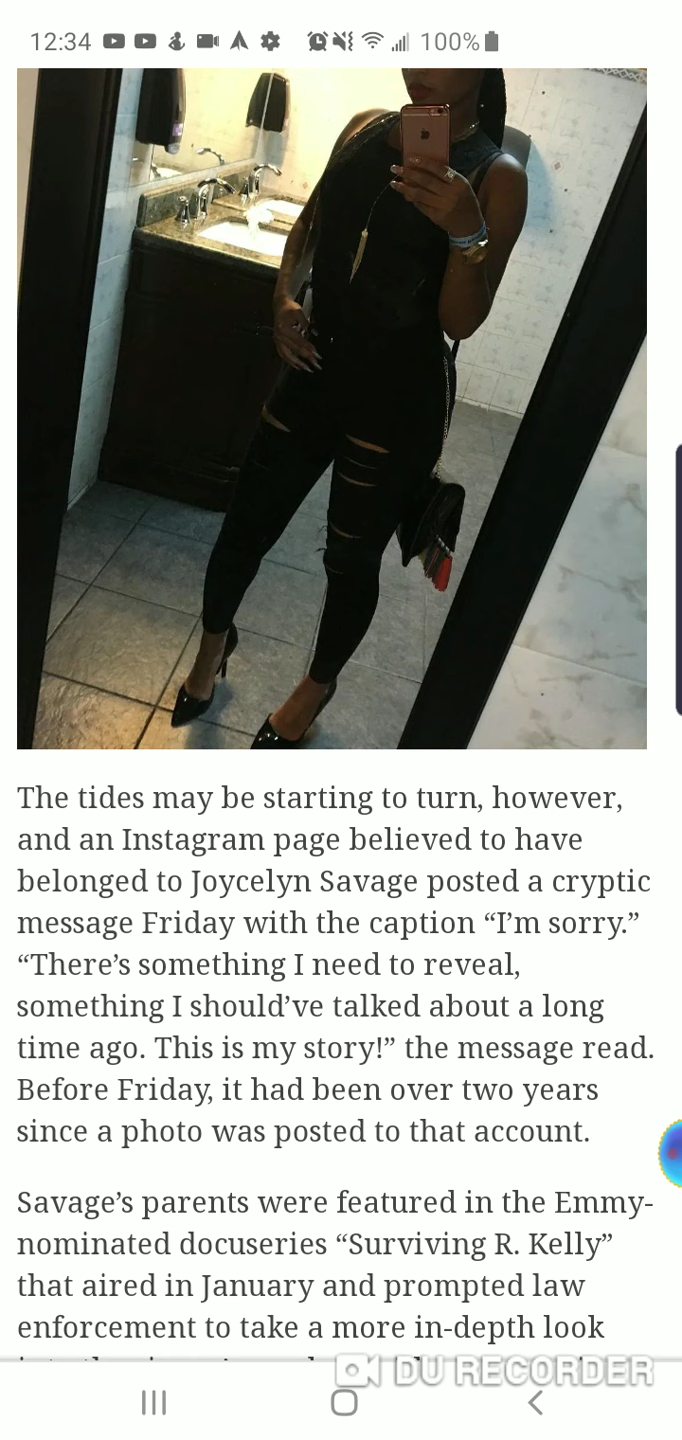 12:34
100%
The tides may be starting to turn, however,
and an Instagram page believed to have
belonged to Joycelyn Savage posted a cryptic
message Friday with the caption “I’m sorry.”
“There’s something I need to reveal,
something I should’ve talked about a long
time ago. This is my story!” the message read.
Before Friday, it had been over two years
since a photo was posted to that account.
Savage’s parents were featured in the Emmy-
nominated docuseries “Surviving R. Kelly”
that aired in January and prompted law
enforcement to take a more in-depth look
DU RECORDER